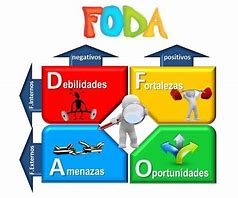 FODA
negativos
positivos
F.Internos
Debilidades
Fortalezas
F.Externos
Amenazas
Oportunidades